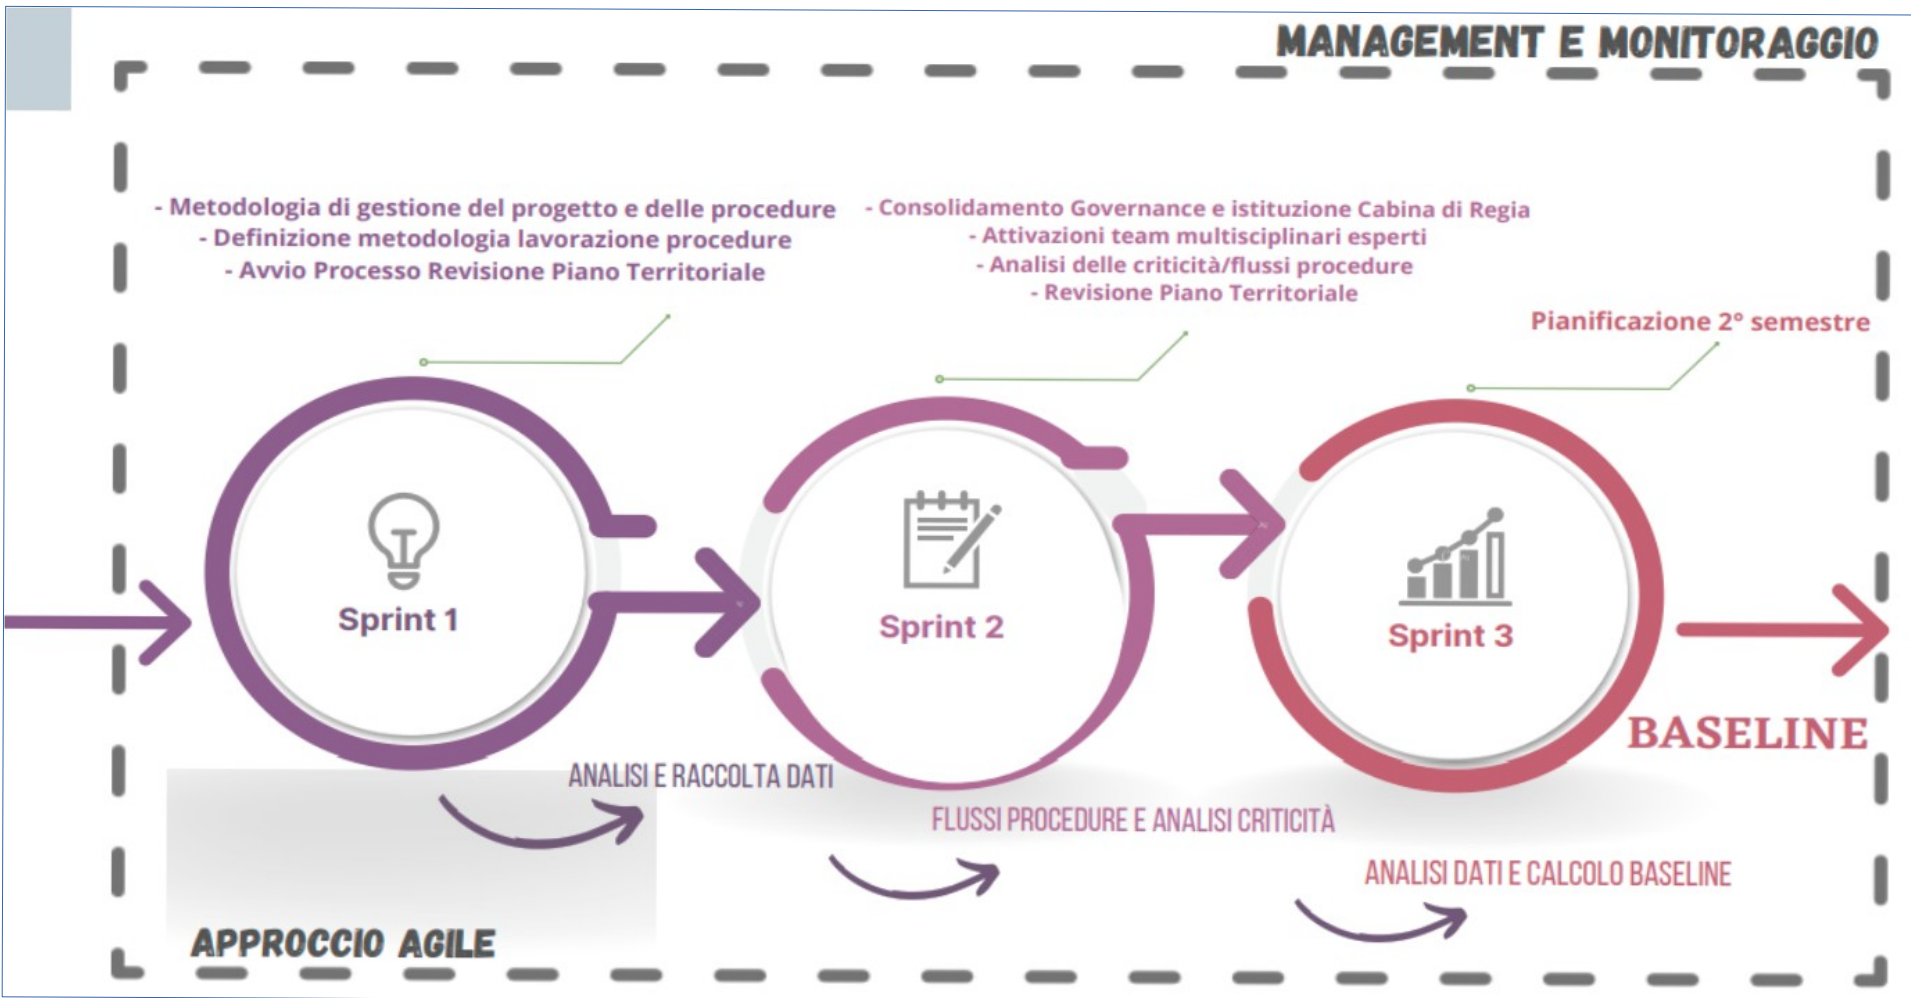 MANAGEMENT E MONITORAGGIO
- Metodologia di gestione del progetto e delle procedure
- Definizione metodologia lavorazione procedure
- Avvio Processo Revisione Piano Territoriale
- Consolidamento Governance e istituzione Cabina di Regia
- Attivazioni team multisciplinari esperti
- Analisi delle criticità/flussi procedure
- Revisione Piano Territoriale
Pianificazione 2° semestre
Sprint 1
Sprint 2
Sprint 3
BASELINE
ANALISI E RACCOLTA DATI
FLUSSI PROCEDURE E ANALISI CRITICITÀ
ANALISI DATI E CALCOLO BASELINE
APPROCCIO AGILE